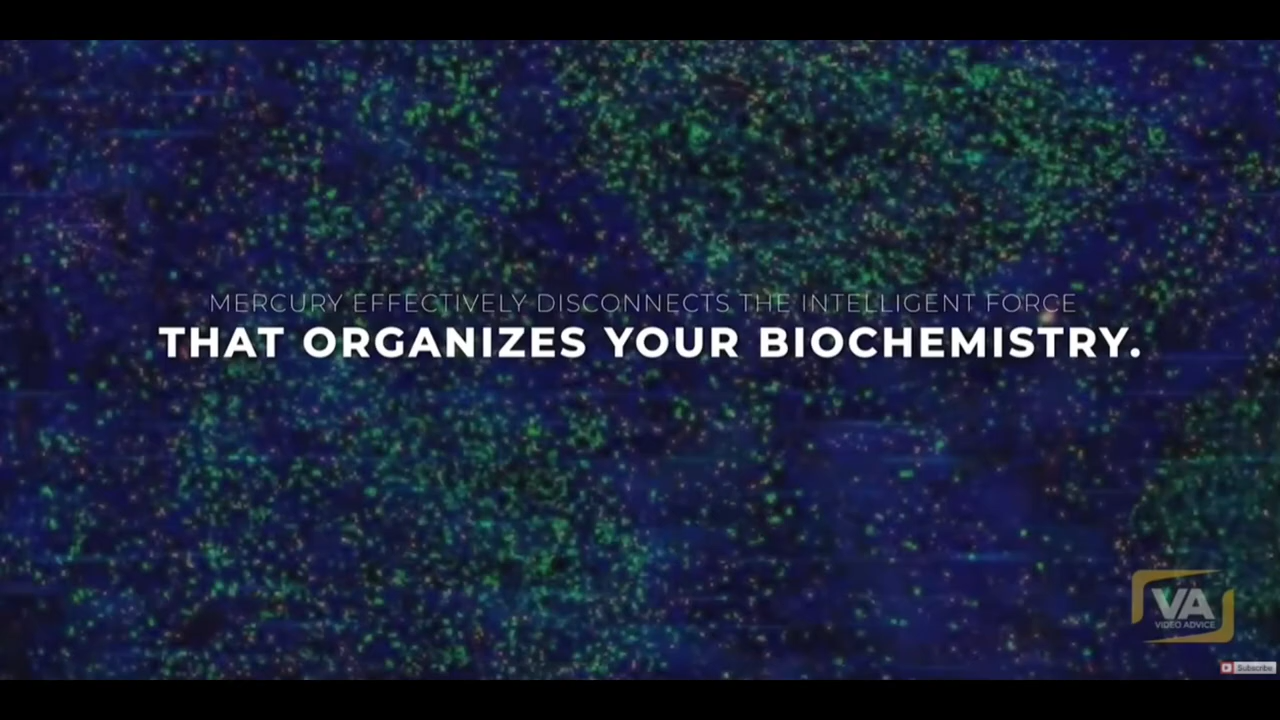 MERCURY EFFECTIVELY DISCONNECTS THE INTELLIGENT FORCE
THAT ORGANIZES YOUR BIOCHEMISTRY.
VA
VIDEO ADVICE
Subscribe